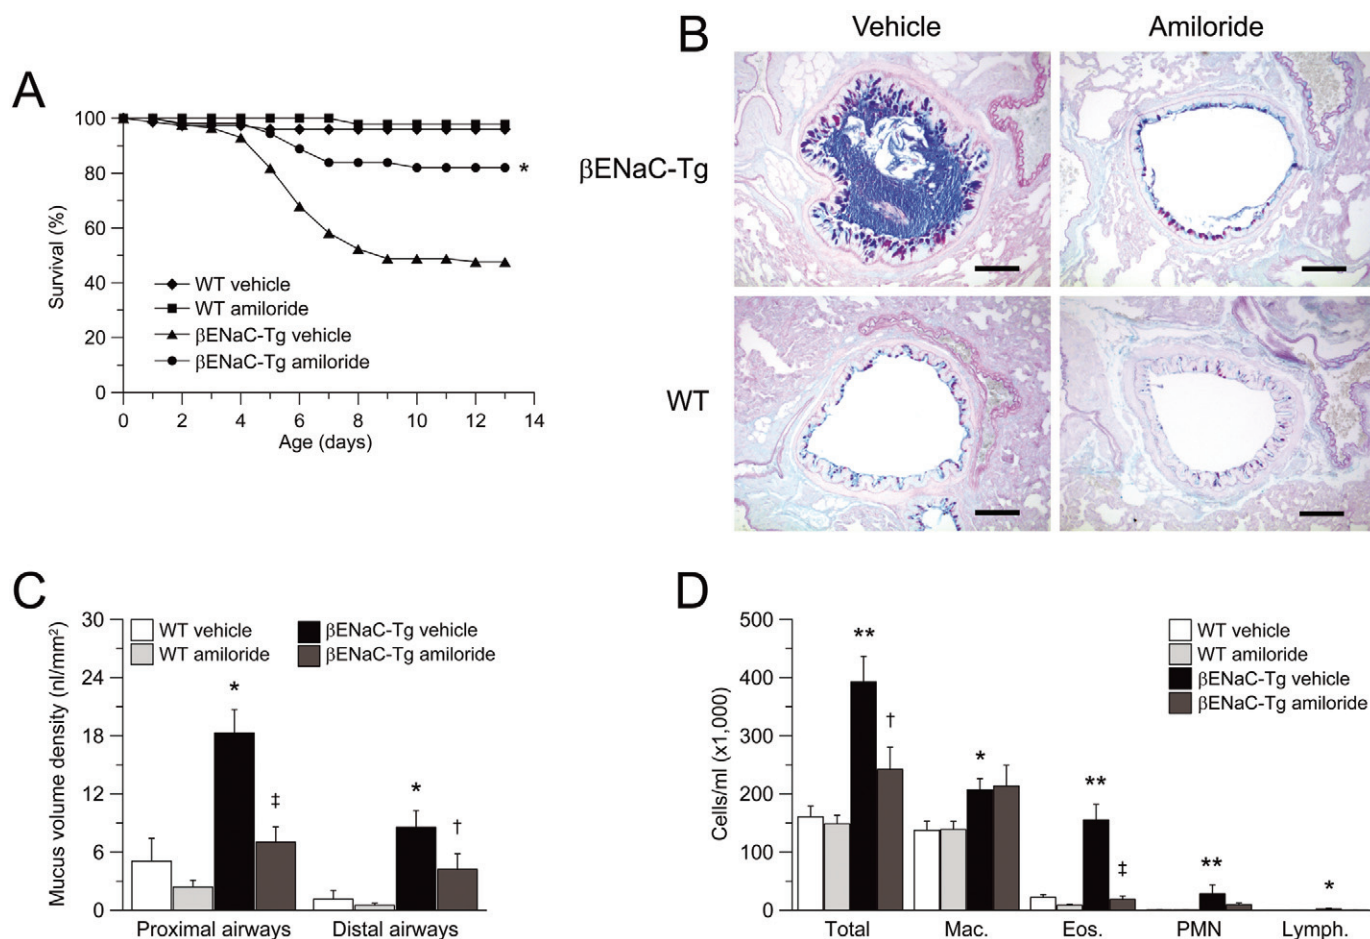 A
Survival (%)
100
80
60
40
20
0
0 2 4 6 8 10 12 14
Age (days)
WT vehicle
WT amiloride
βENaC-Tg vehicle
βENaC-Tg amiloride
*
B
Vehicle Amiloride
βENaC-Tg
WT
C
Mucus volume density (nl/mm²)
30
24
18
12
6
0
WT vehicle βENaC-Tg vehicle
WT amiloride βENaC-Tg amiloride
* ‡ * †
Proximal airways Distal airways
D
Cells/ml (x1,000)
500
400
300
200
100
0
WT vehicle
WT amiloride
βENaC-Tg vehicle
βENaC-Tg amiloride
** † * ** ‡ ** *
Total Mac. Eos. PMN Lymph.